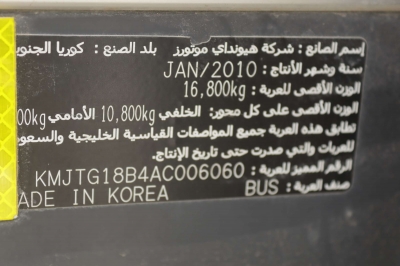 إسم الصانع : شركة هيونداي موتورز بلد الصنع : كوريا
سنة وشهر الأنتاج : JAN/2010
الوزن الأقصى للعربة : 16,800kg
الوزن الأقصى على كل محور: الخلفي 10,800kg الأمامي 00kg
تطابق هذه العربة جميع المواصفات القياسية الخليجية
للعربات والتي صدرت حتى تاريخ الإنتاج.
الرقم المميز للعربة : KMJTG18B4AC006060
صنف العربة : BUS ADE IN KOREA